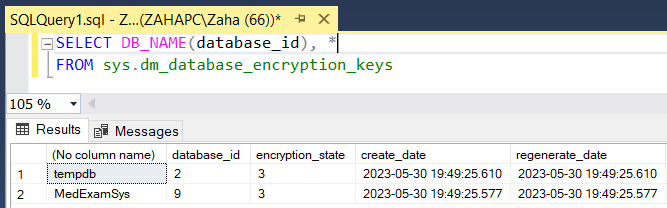 SQLQuery1.sql - Z...(ZAHAPC\Zaha (66))*
SELECT DB_NAME(database_id), *
FROM sys.dm_database_encryption_keys
105 %
Results Messages
(No column name) database_id encryption_state create_date regenerate_date
1 tempdb 2 3 2023-05-30 19:49:25.610 2023-05-30 19:49:25.610
2 MedExamSys 9 3 2023-05-30 19:49:25.577 2023-05-30 19:49:25.577